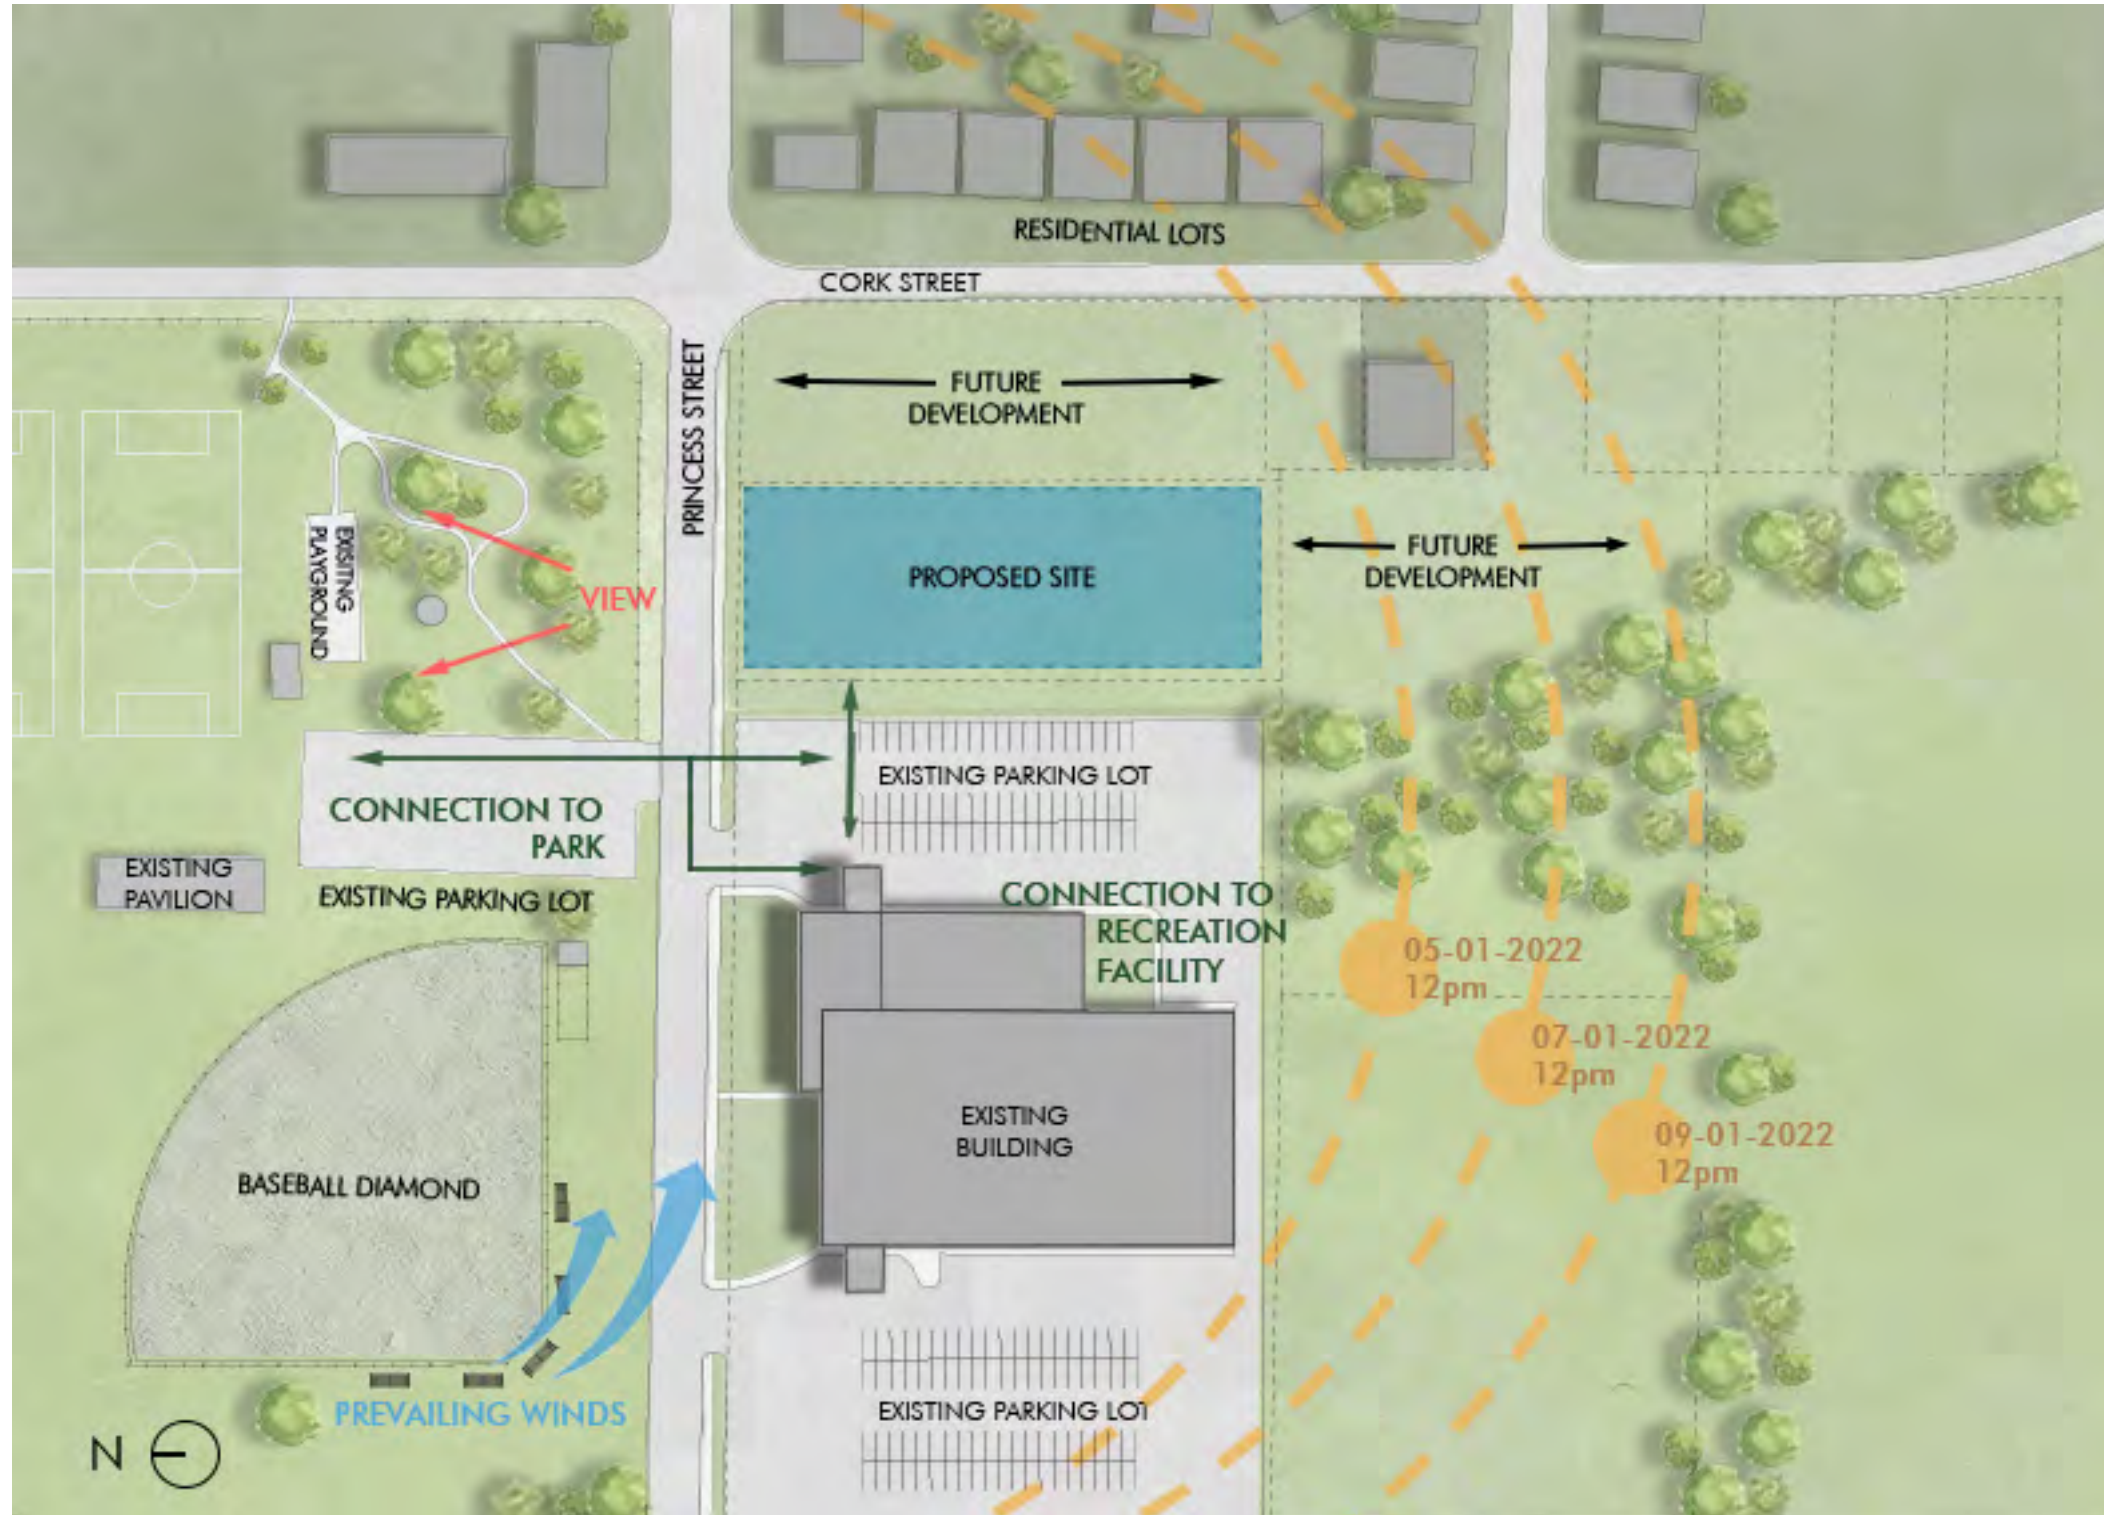 RESIDENTIAL LOTS
CORK STREET
PRINCESS STREET
FUTURE
DEVELOPMENT
EXISITNG
PLAYGROUND
VIEW
PROPOSED SITE
FUTURE
DEVELOPMENT
EXISTING PARKING LOT
CONNECTION TO
PARK
EXISTING
PAVILION
EXISTING PARKING LOT
CONNECTION TO
RECREATION
FACILITY
05-01-2022
12pm
07-01-2022
12pm
09-01-2022
12pm
EXISTING
BUILDING
BASEBALL DIAMOND
PREVAILING WINDS
EXISTING PARKING LOT
N